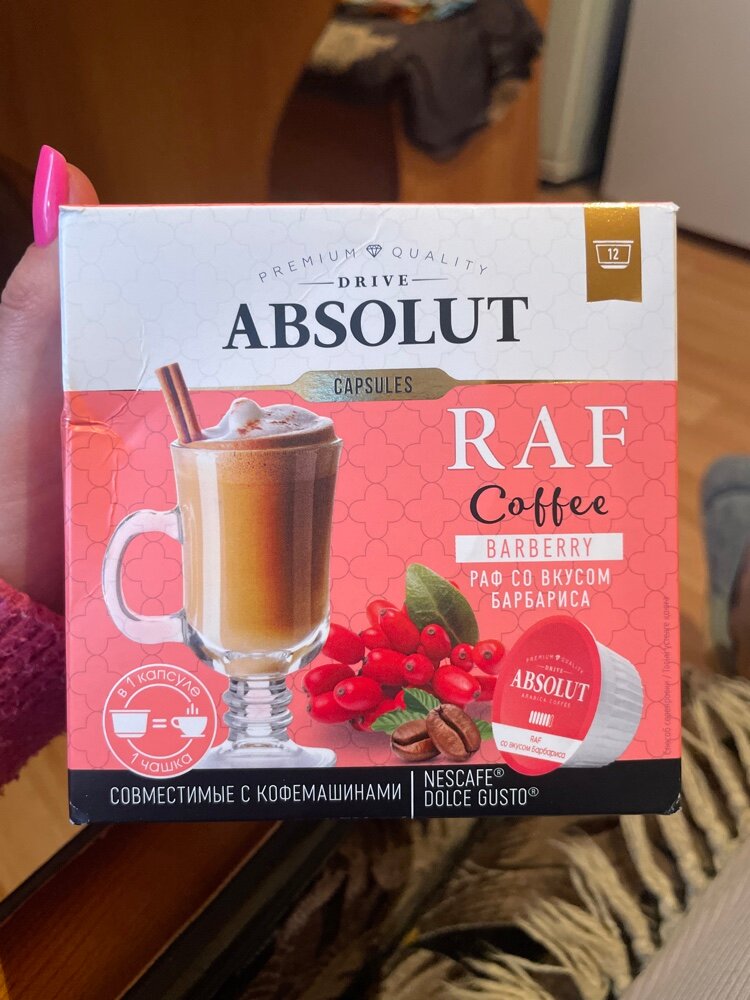 PREMIUM QUALITY
12
DRIVE
ABSOLUT
CAPSULES
RAF
Coffee
BARBERRY
РАФ СО ВКУСОМ
БАРБАРИСА
PREMIUM QUALITY
DRIVE
ABSOLUT
ARABICA COFFEE
RAF
со вкусом барбариса
В 1 КАПСУЛЕ
=
1 ЧАШКА
СОВМЕСТИМЫЕ С КОФЕМАШИНАМИ
NESCAFE®
DOLCE GUSTO®